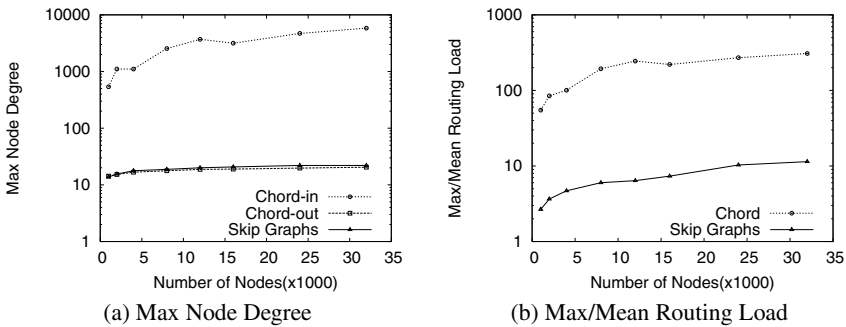 10000
1000
100
10
1
Max Node Degree
Chord-in
Chord-out
Skip Graphs
0 5 10 15 20 25 30 35
Number of Nodes(x1000)
(a) Max Node Degree
1000
100
10
1
Max/Mean Routing Load
Chord
Skip Graphs
0 5 10 15 20 25 30 35
Number of Nodes(x1000)
(b) Max/Mean Routing Load